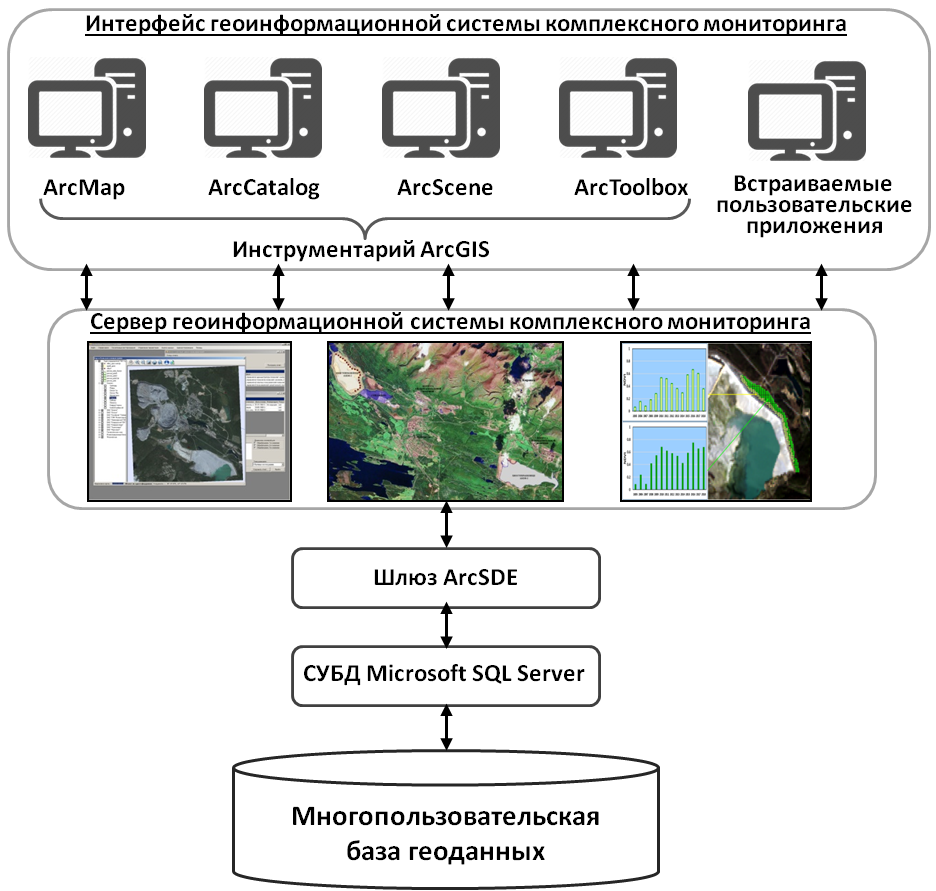 Интерфейс геоинформационной системы комплексного мониторинга
ArcMap
ArcCatalog
ArcScene
ArcToolbox
Встраиваемые
пользовательские
приложения
Инструментарий ArcGIS
Сервер геоинформационной системы комплексного мониторинга
Шлюз ArcSDE
СУБД Microsoft SQL Server
Многопользовательская
база геоданных